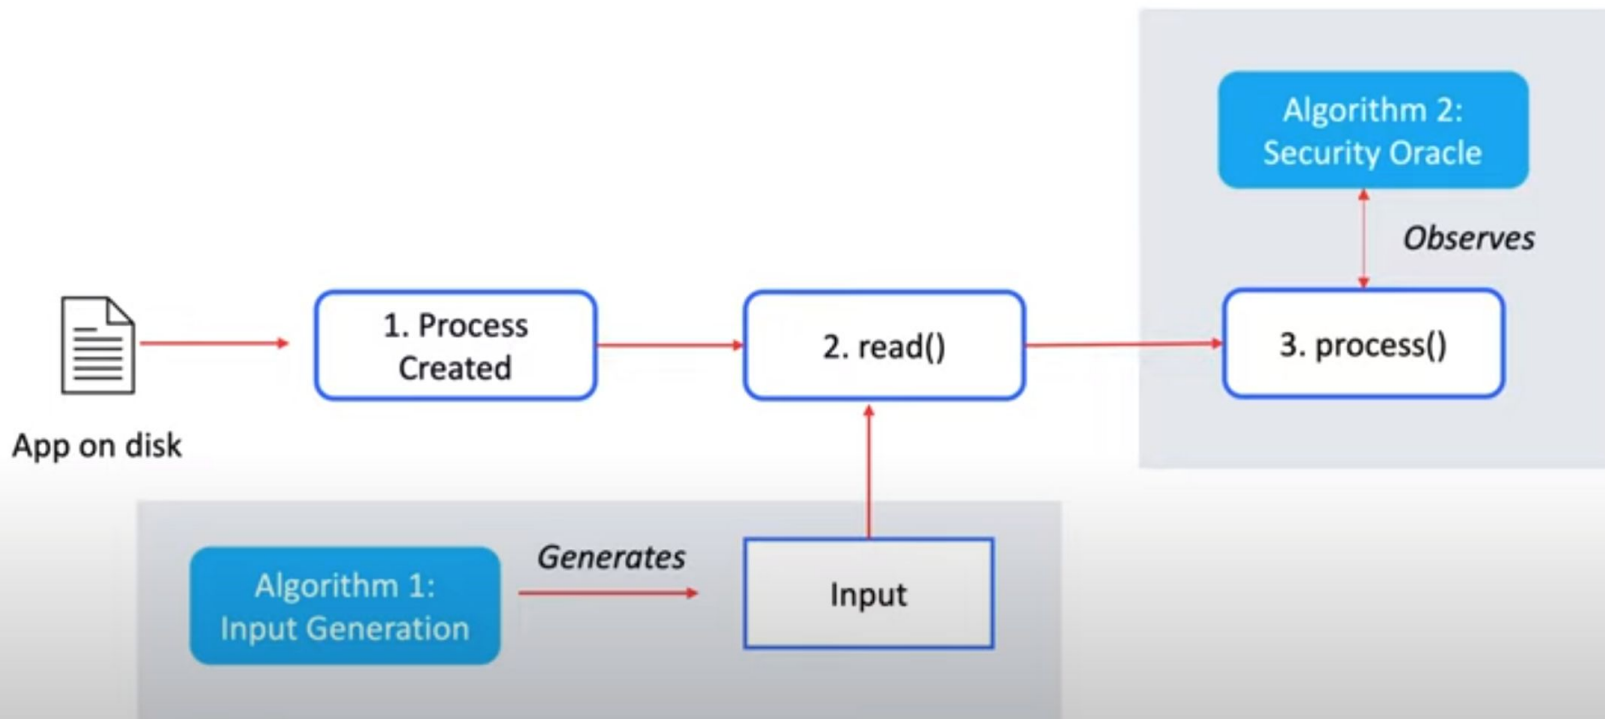 Algorithm 2:
Security Oracle
Observes
1. Process
Created
2. read()
3. process()
App on disk
Generates
Algorithm 1:
Input Generation
Input